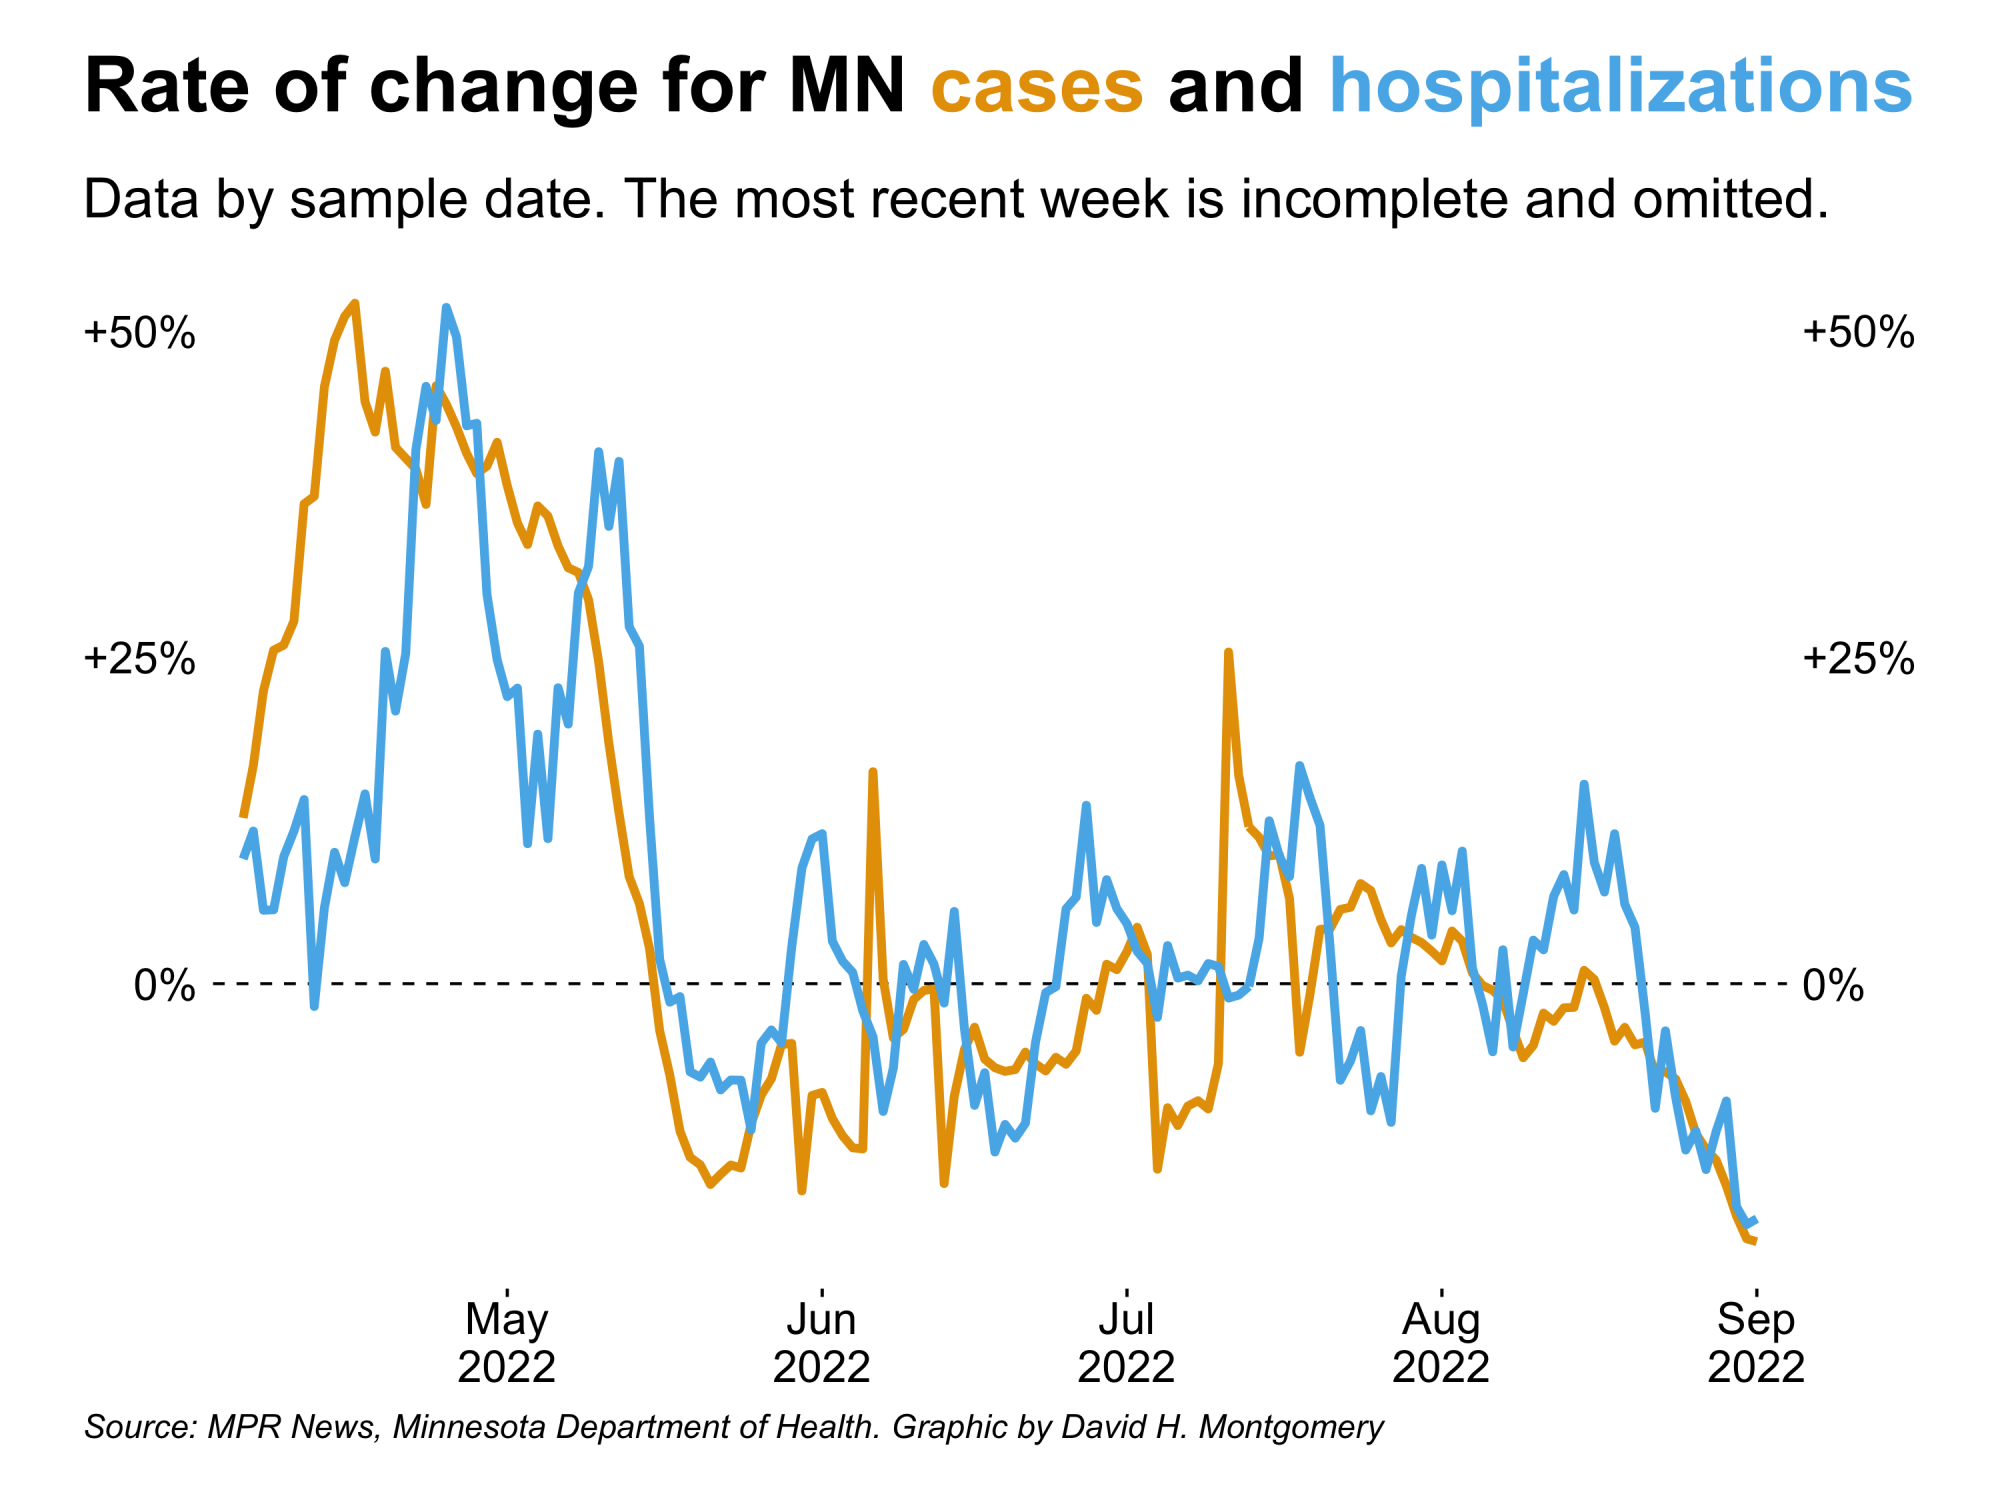 Rate of change for MN cases and hospitalizations
Data by sample date. The most recent week is incomplete and omitted.
+50% +50%
+25% +25%
0% 0%
May Jun Jul Aug Sep
2022 2022 2022 2022 2022
Source: MPR News, Minnesota Department of Health. Graphic by David H. Montgomery